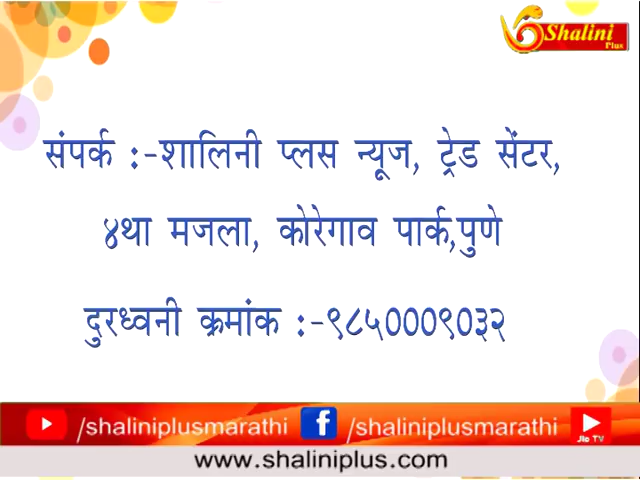 Shalini
Plus
संपर्क :-शालिनी प्लस न्यूज, ट्रेड सेंटर,
४था मजला, कोरेगाव पार्क,पुणे
दुरध्वनी क्रमांक :-९८५०००९०३२
/shaliniplusmarathi /shaliniplusmarathi Jio TV
www.shaliniplus.com